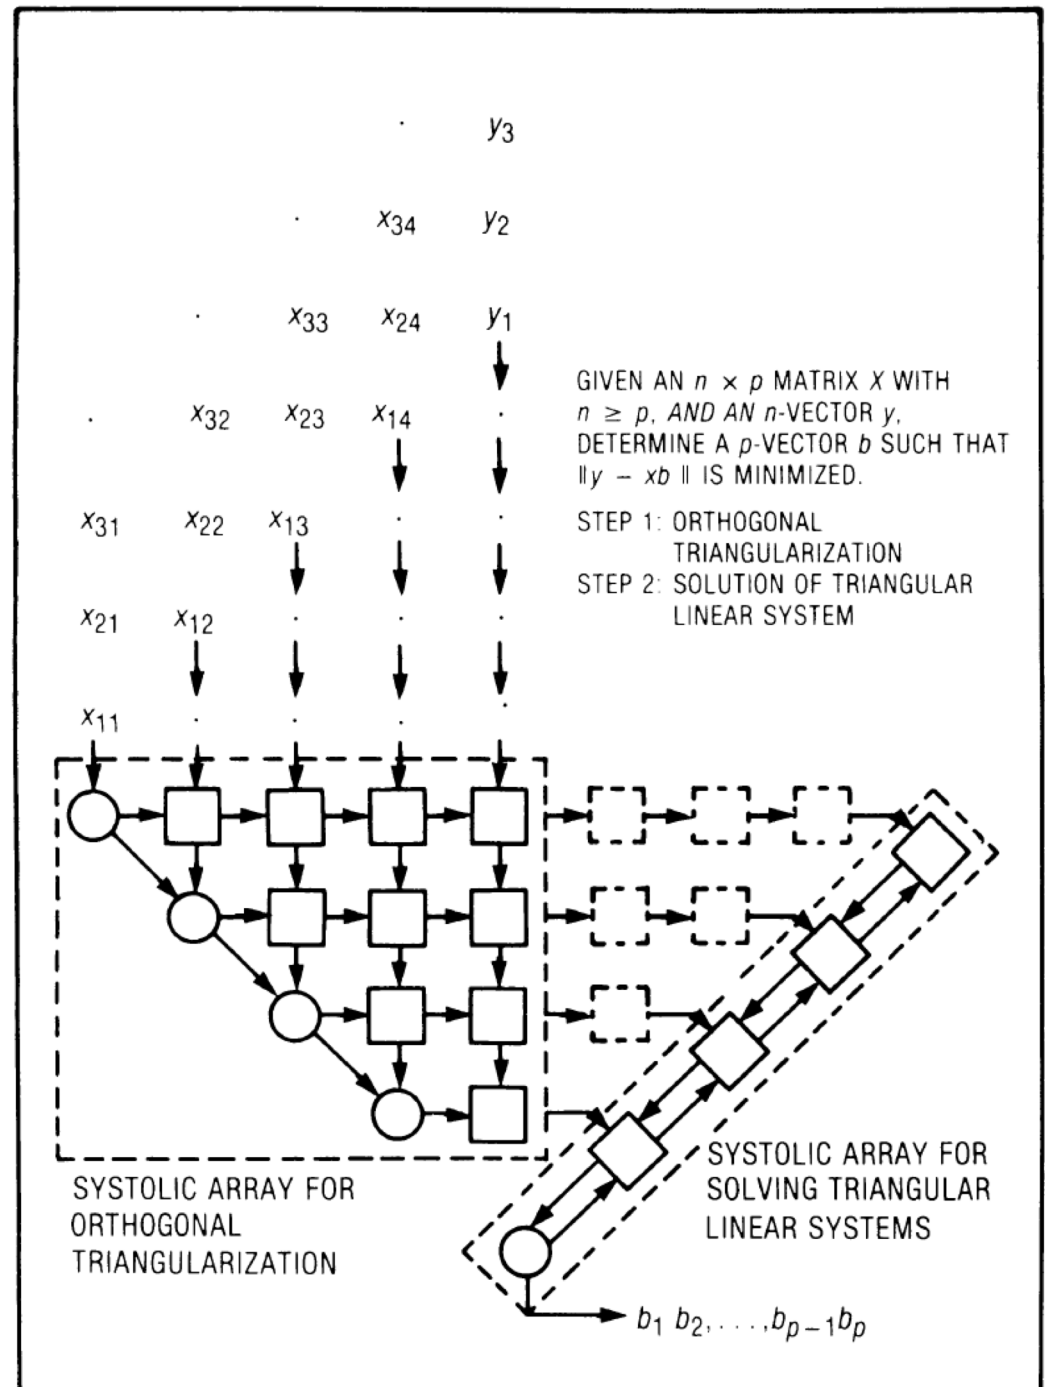 y3
x34 y2
x33 x24 y1
x32 x23 x14
x31 x22 x13
x21 x12
x11
GIVEN AN n × p MATRIX X WITH
n ≥ p, AND AN n-VECTOR y,
DETERMINE A p-VECTOR b SUCH THAT
‖y − xb ‖ IS MINIMIZED.
STEP 1: ORTHOGONAL
TRIANGULARIZATION
STEP 2: SOLUTION OF TRIANGULAR
LINEAR SYSTEM
SYSTOLIC ARRAY FOR
ORTHOGONAL
TRIANGULARIZATION
SYSTOLIC ARRAY FOR
SOLVING TRIANGULAR
LINEAR SYSTEMS
b1 b2, . . . ,bp−1bp